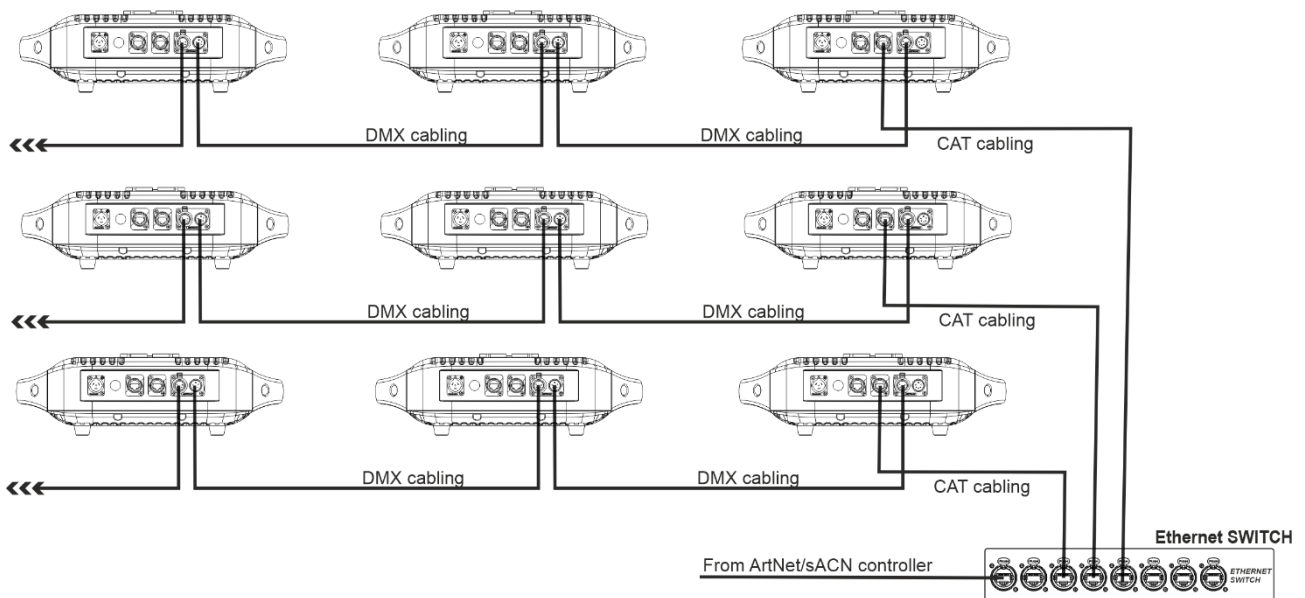 DMX cabling
DMX cabling
CAT cabling
DMX cabling
DMX cabling
CAT cabling
DMX cabling
DMX cabling
CAT cabling
Ethernet SWITCH
From ArtNet/sACN controller
ETHERNET
SWITCH